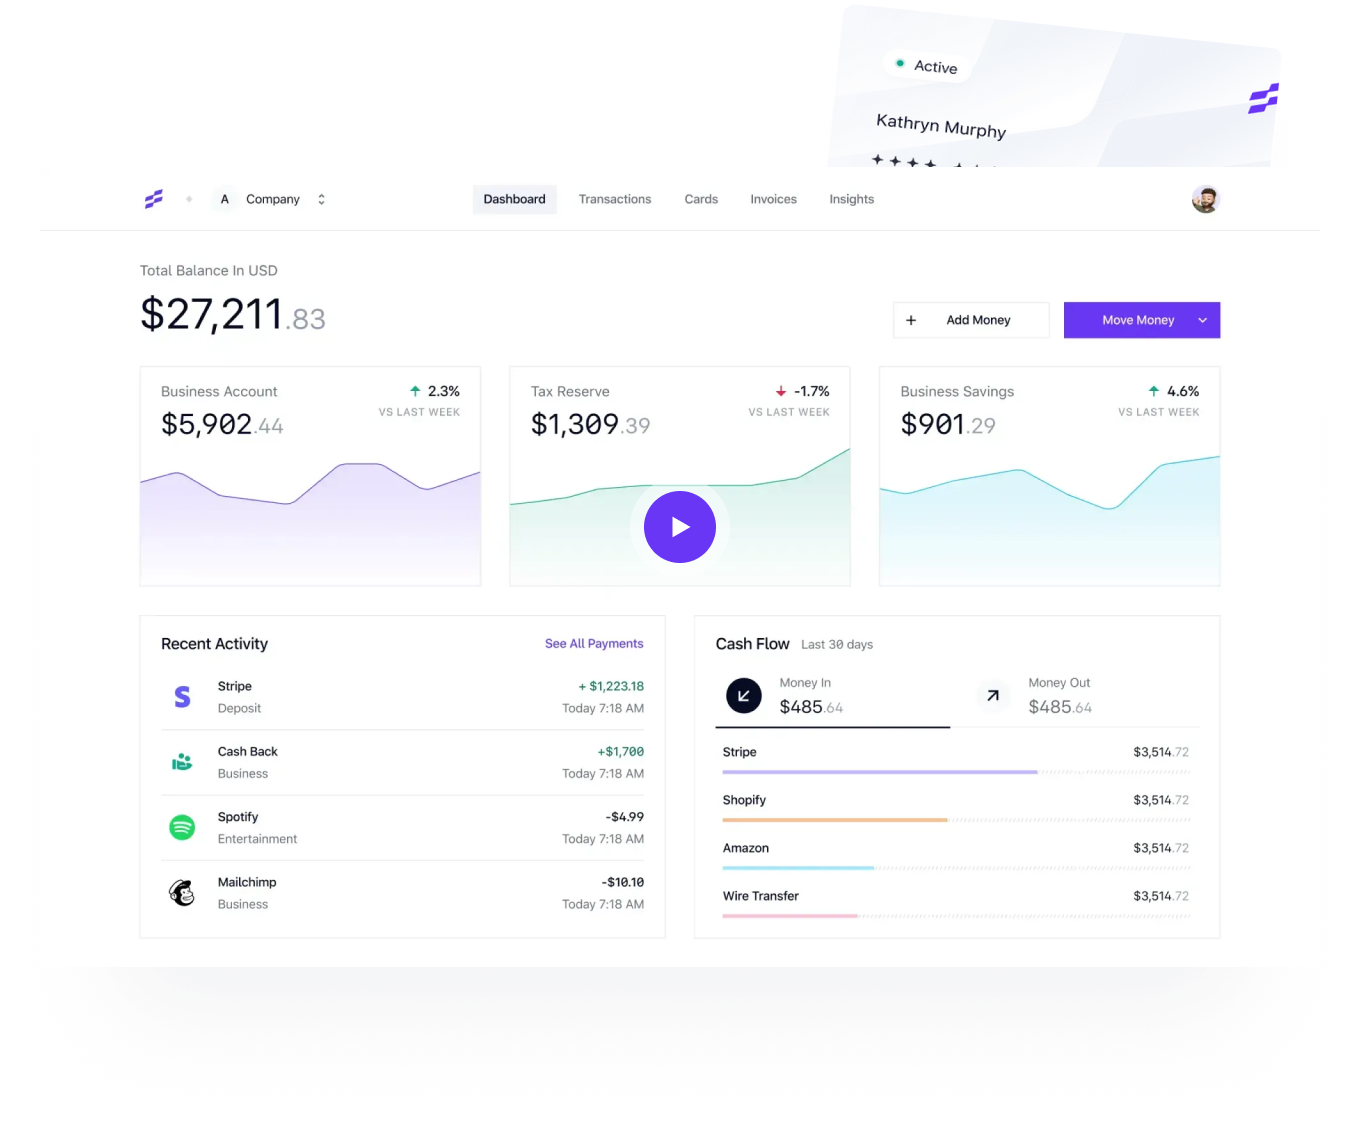 Active
Kathryn Murphy
A Company
Dashboard Transactions Cards Invoices Insights
Total Balance In USD
$27,211.83
+ Add Money
Move Money
Business Account 2.3%
VS LAST WEEK
$5,902.44
Tax Reserve -1.7%
VS LAST WEEK
$1,309.39
Business Savings 4.6%
VS LAST WEEK
$901.29
Recent Activity See All Payments
Stripe + $1,223.18
Deposit Today 7:18 AM
Cash Back +$1,700
Business Today 7:18 AM
Spotify -$4.99
Entertainment Today 7:18 AM
Mailchimp -$10.10
Business Today 7:18 AM
Cash Flow Last 30 days
Money In
$485.64
Money Out
$485.64
Stripe $3,514.72
Shopify $3,514.72
Amazon $3,514.72
Wire Transfer $3,514.72